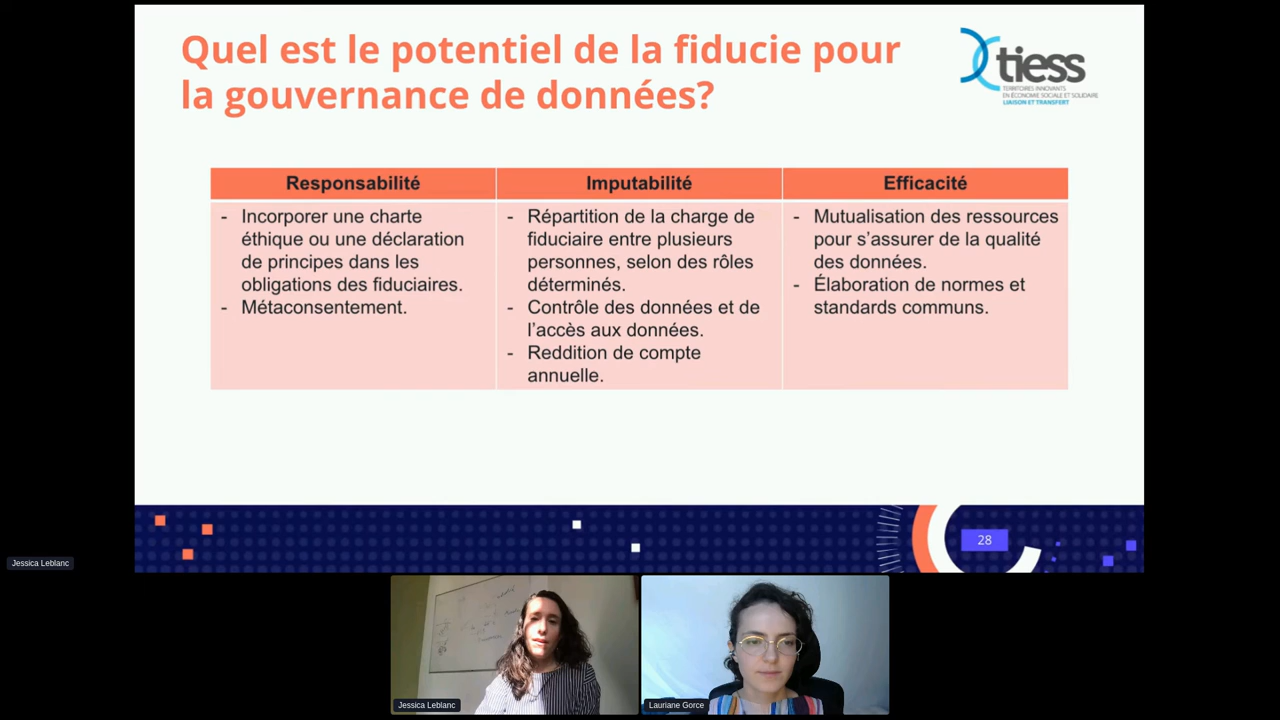 Quel est le potentiel de la fiducie pour
la gouvernance de données?
tiess
TERRITOIRES INNOVANTS
EN ÉCONOMIE SOCIALE ET SOLIDAIRE
LIAISON ET TRANSFERT
Responsabilité
- Incorporer une charte
éthique ou une déclaration
de principes dans les
obligations des fiduciaires.
- Métaconsentement.
Imputabilité
- Répartition de la charge de
fiduciaire entre plusieurs
personnes, selon des rôles
déterminés.
- Contrôle des données et de
l'accès aux données.
- Reddition de compte
annuelle.
Efficacité
- Mutualisation des ressources
pour s'assurer de la qualité
des données.
- Élaboration de normes et
standards communs.
28
Jessica Leblanc
Jessica Leblanc
Lauriane Gorce